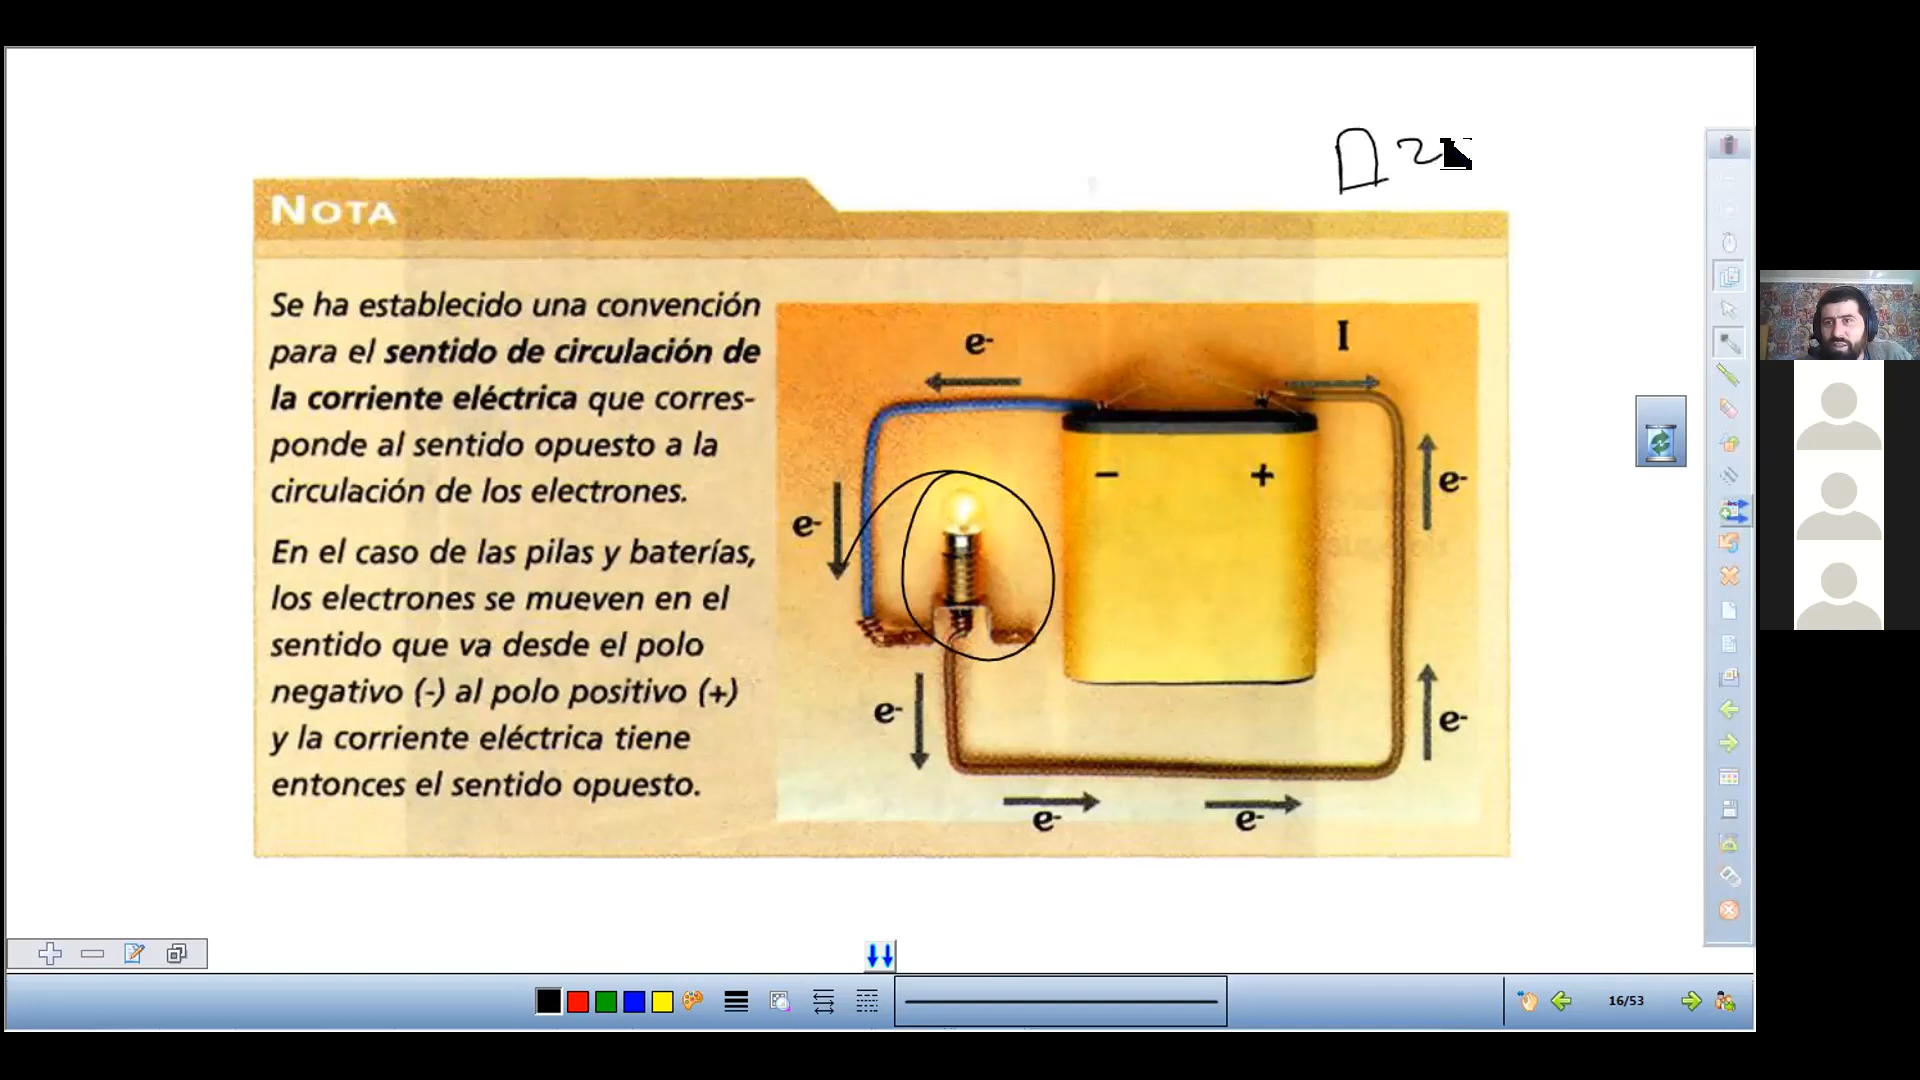 NOTA
Se ha establecido una convención
para el sentido de circulación de
la corriente eléctrica que corres-
ponde al sentido opuesto a la
circulación de los electrones.
En el caso de las pilas y baterías,
los electrones se mueven en el
sentido que va desde el polo
negativo (-) al polo positivo (+)
y la corriente eléctrica tiene
entonces el sentido opuesto.
e-
I
- +
e-
e-
e-
e-
e-
e-
16/53